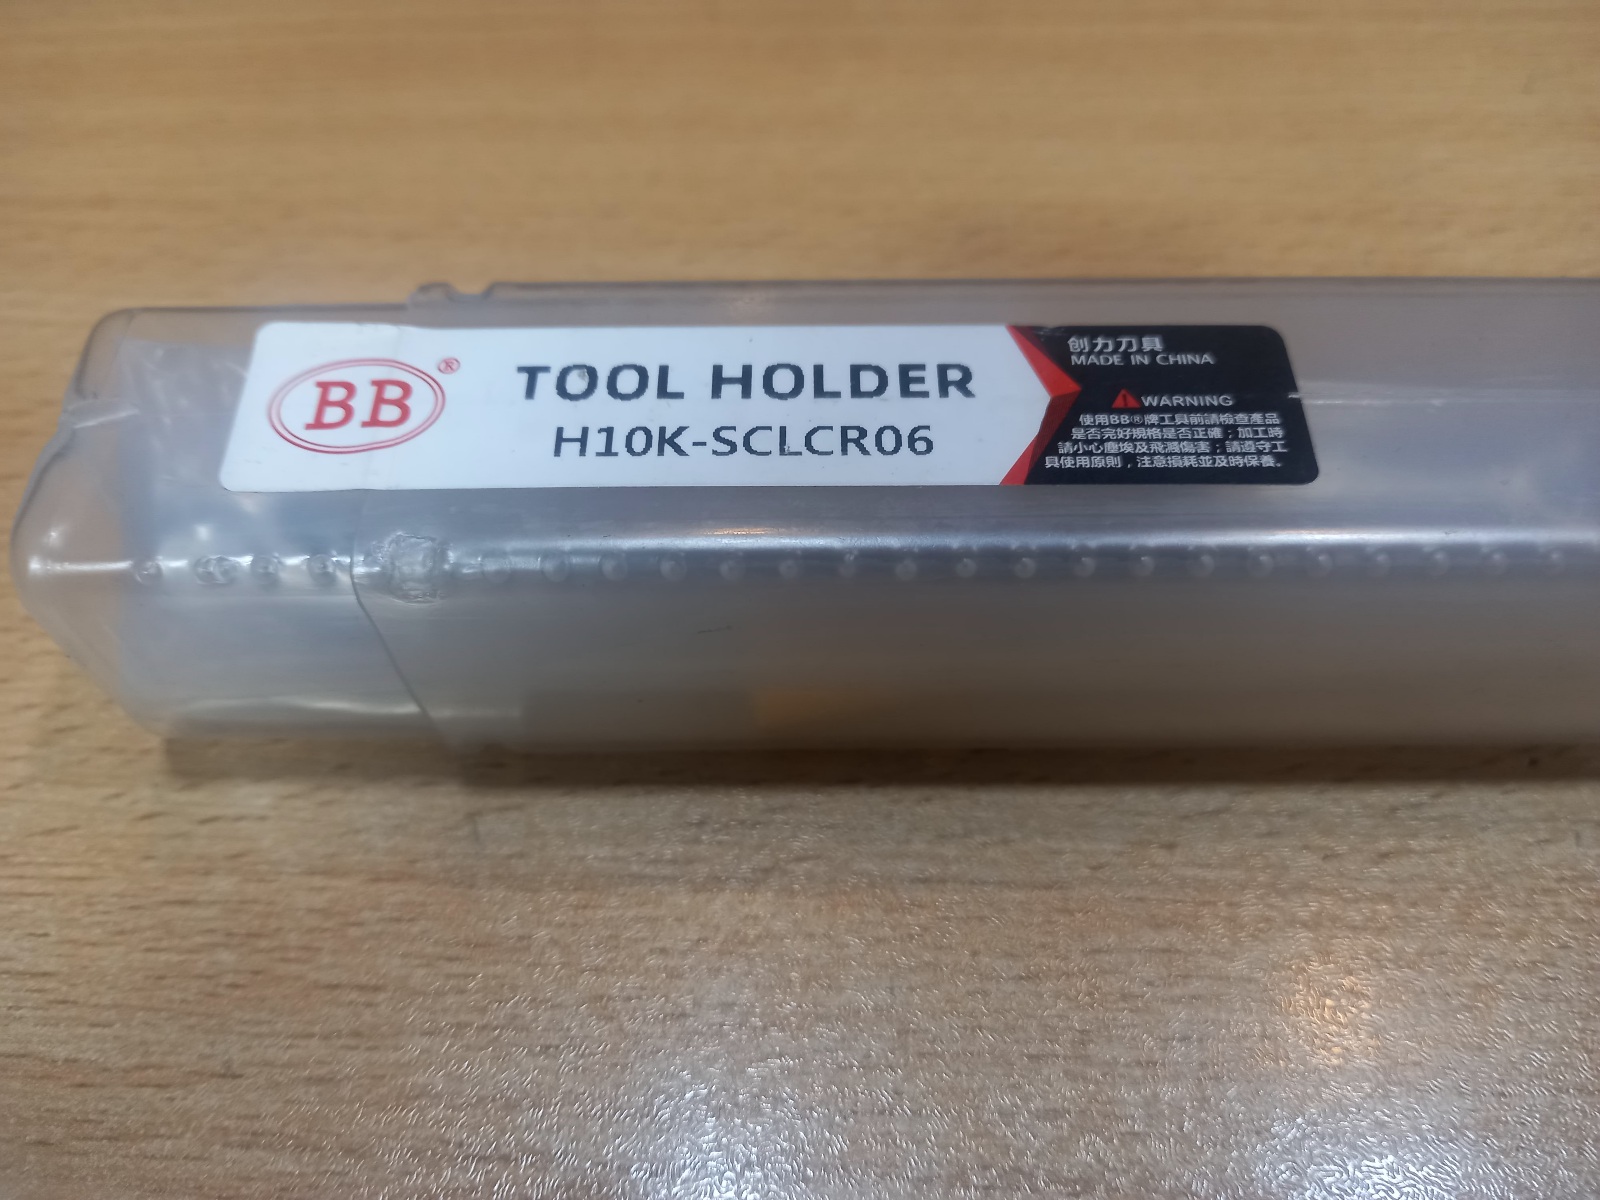 BB®
TOOL HOLDER
H10K-SCLCR06
创力刀具
MADE IN CHINA
WARNING
使用BB®牌工具前請檢查產品
是否完好規格是否正確；加工時
請小心塵埃及飛濺傷害；請遵守工
具使用原則，注意損耗並及時保養。